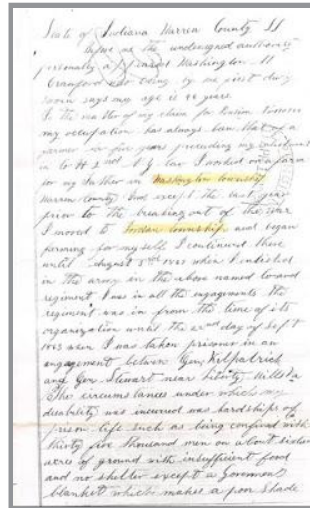 State of Indiana Warren County SS
Before me the undersigned authority
personally appeared Washington H
Crawford who being by me first duly
sworn says my age is 42 years
In the matter of my claim for Pension
my occupation has always been that of a
farmer for five years preceding my enlistment
in Co H 2nd I worked on a farm
for my father in Washington township
Warren County Ind except the last year
prior to the breaking out of the war
I moved to Jordan township and began
farming for myself I continued there
until August 8th when I enlisted
in the army in the above named Co and
regiment I was in all the engagements the
regiment was in from the time of its
organization until the 22nd day of Sept
1863 when I was taken prisoner in an
engagement between Gen Kilpatrick
and Gen Stewart near Liberty Mills Va
The circumstances under which my
disability was incurred was hardships of
prison life such as being confined with
thirty five thousand men on about sixteen
acres of ground with insufficient food
and no shelter except a Government
blanket which makes a poor shade